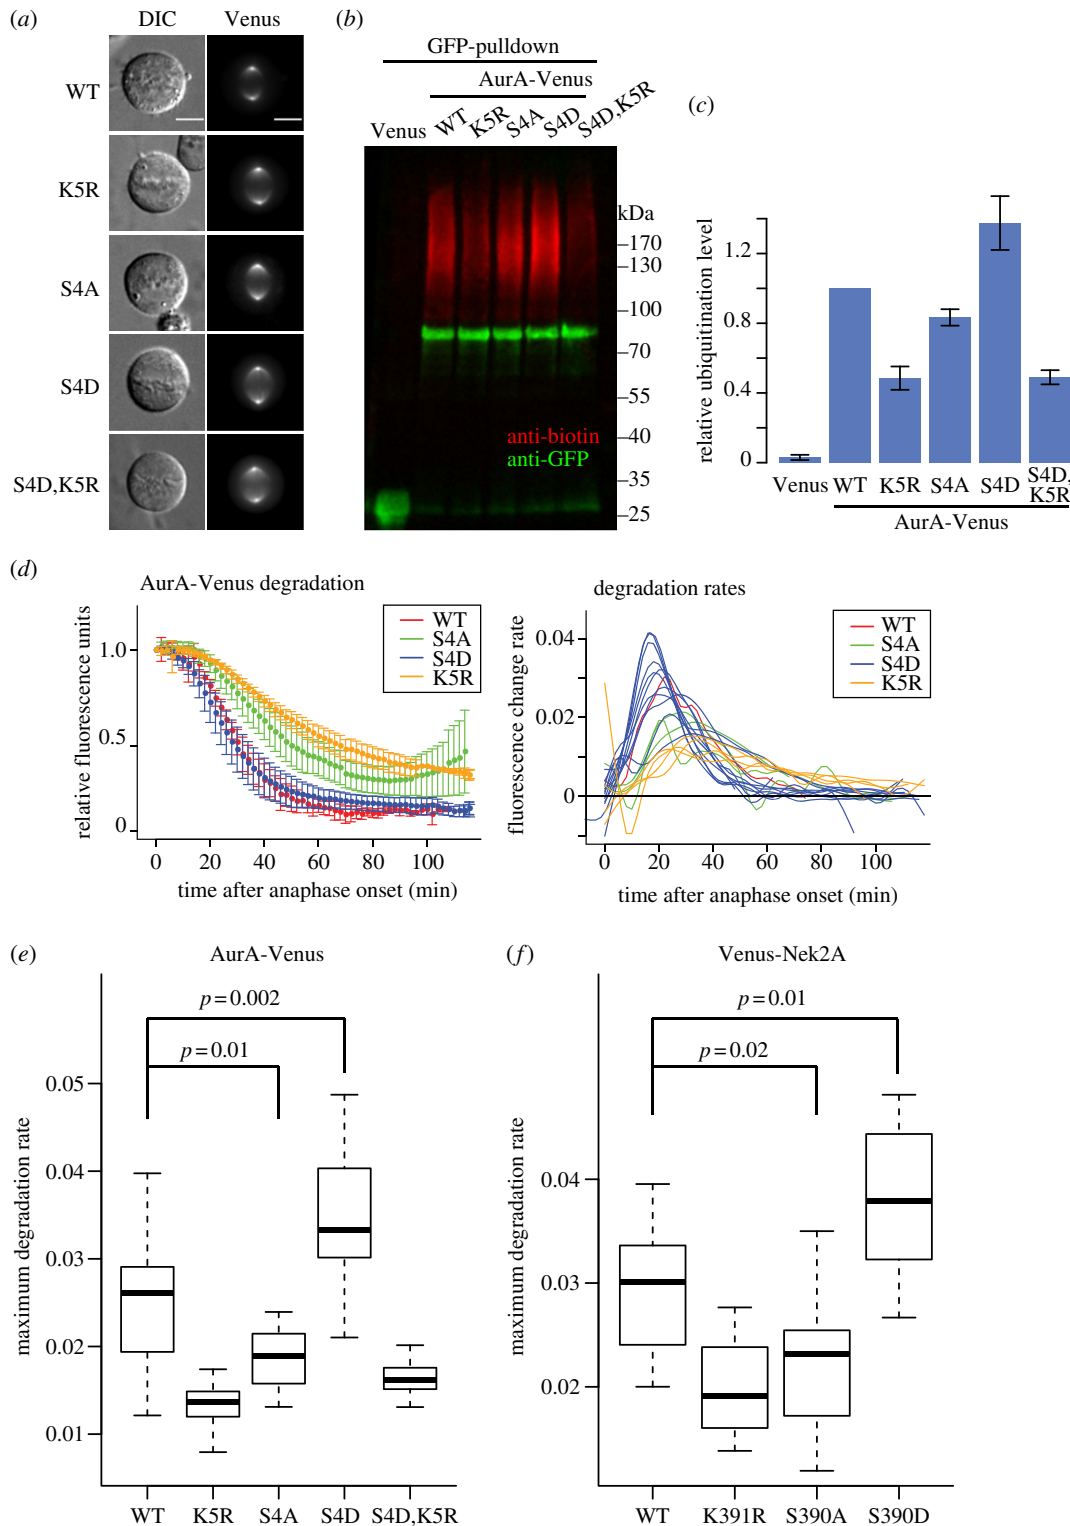 (a)
DIC
Venus
WT
K5R
S4A
S4D
S4D,K5R
(b)
GFP-pulldown
AurA-Venus
Venus
WT
K5R
S4A
S4D
S4D,K5R
kDa
–170
–130
–100
–70
–55
–40
–35
–25
anti-biotin
anti-GFP
(c)
relative ubiquitination level
1.2
0.8
0.4
0
Venus
WT
K5R
S4A
S4D
S4D,
K5R
AurA-Venus
(d)
AurA-Venus degradation
relative fluorescence units
1.0
0.5
0
WT
S4A
S4D
K5R
0 20 40 60 80 100
time after anaphase onset (min)
degradation rates
fluorescence change rate
0.04
0.02
0
WT
S4A
S4D
K5R
0 20 40 60 80 100
time after anaphase onset (min)
(e)
AurA-Venus
p=0.002
p=0.01
maximum degradation rate
0.05
0.04
0.03
0.02
0.01
WT K5R S4A S4D S4D,K5R
(f)
Venus-Nek2A
p=0.01
p=0.02
maximum degradation rate
0.04
0.03
0.02
WT K391R S390A S390D